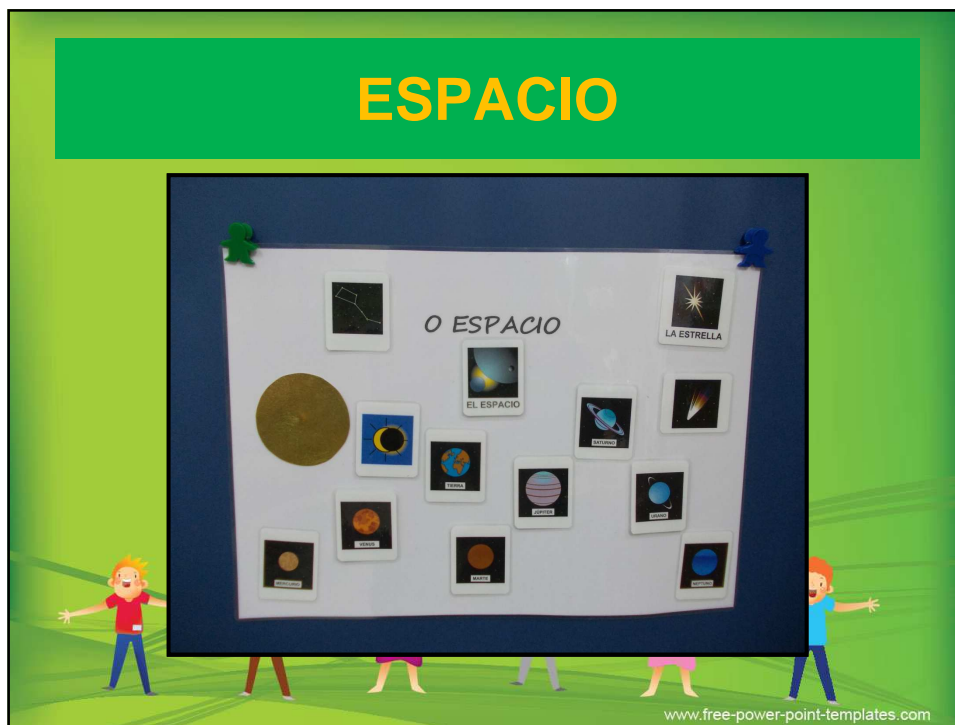 ESPACIO
O ESPACIO
LA ESTRELLA
EL ESPACIO
SATURNO
TIERRA
JÚPITER
URANO
VENUS
MERCURIO
MARTE
NEPTUNO
www.free-power-point-templates.com